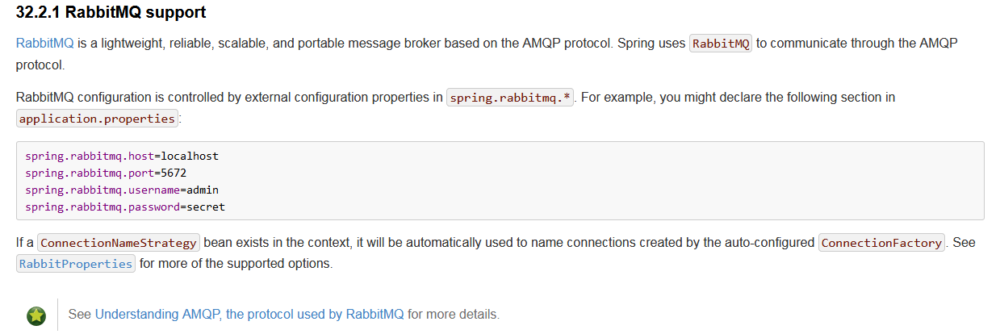 32.2.1 RabbitMQ support
RabbitMQ is a lightweight, reliable, scalable, and portable message broker based on the AMQP protocol. Spring uses RabbitMQ to communicate through the AMQP
protocol.
RabbitMQ configuration is controlled by external configuration properties in spring.rabbitmq.*. For example, you might declare the following section in
application.properties:
spring.rabbitmq.host=localhost
spring.rabbitmq.port=5672
spring.rabbitmq.username=admin
spring.rabbitmq.password=secret
If a ConnectionNameStrategy bean exists in the context, it will be automatically used to name connections created by the auto-configured ConnectionFactory. See
RabbitProperties for more of the supported options.
See Understanding AMQP, the protocol used by RabbitMQ for more details.